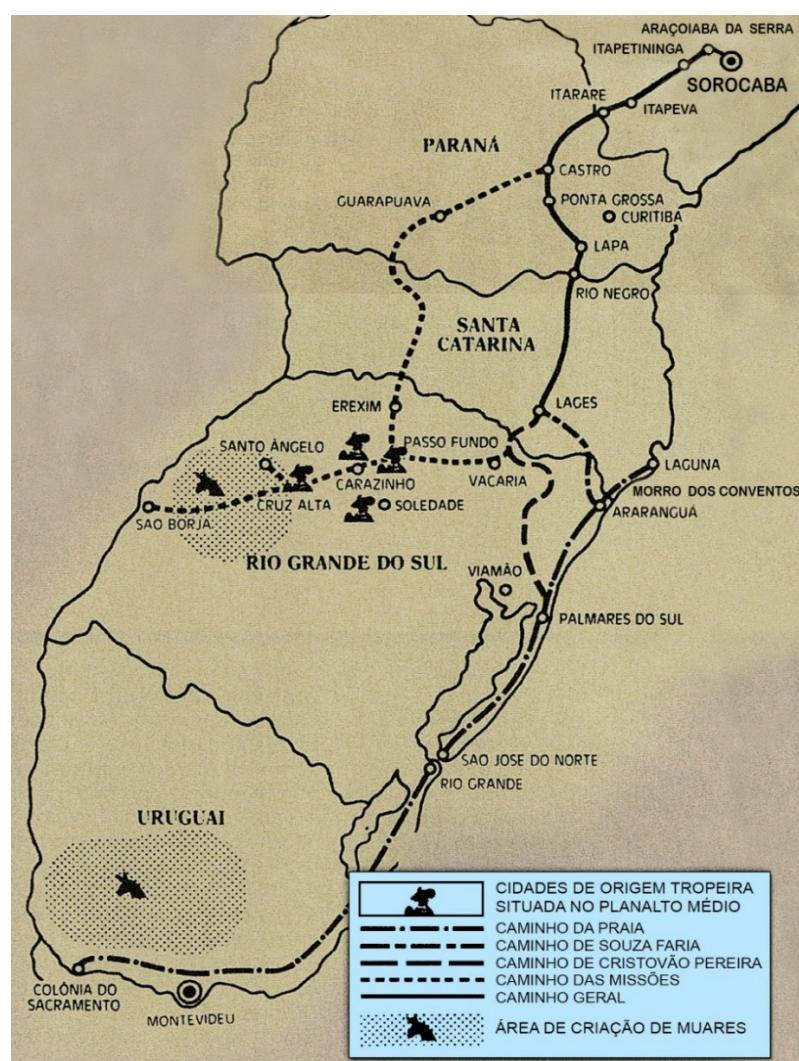 ARAÇOIABA DA SERRA
ITAPETININGA
SOROCABA
ITARARE
ITAPEVA
PARANÁ
CASTRO
GUARAPUAVA
PONTA GROSSA
CURITIBA
LAPA
RIO NEGRO
SANTA
CATARINA
LAGES
EREXIM
SANTO ÂNGELO
PASSO FUNDO
LAGUNA
CARAZINHO
VACARIA
MORRO DOS CONVENTOS
SAO BORJA
CRUZ ALTA
SOLEDADE
ARARANGUÁ
RIO GRANDE DO SUL
VIAMÃO
PALMARES DO SUL
SAO JOSE DO NORTE
RIO GRANDE
URUGUAI
COLÔNIA DO
SACRAMENTO
MONTEVIDEU
CIDADES DE ORIGEM TROPEIRA
SITUADA NO PLANALTO MÉDIO
CAMINHO DA PRAIA
CAMINHO DE SOUZA FARIA
CAMINHO DE CRISTOVÃO PEREIRA
CAMINHO DAS MISSÕES
CAMINHO GERAL
ÁREA DE CRIAÇÃO DE MUARES